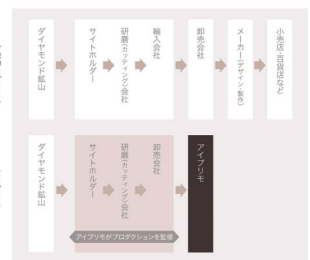 ダイヤモンド鉱山
サイトホルダー
研磨(カッティング)会社
輸入会社
卸売会社
メーカー(デザイン・製作)
小売店・百貨店など
ダイヤモンド鉱山
サイトホルダー
研磨(カッティング)会社
卸売会社
アイプリモ
アイプリモがプロダクションを監修